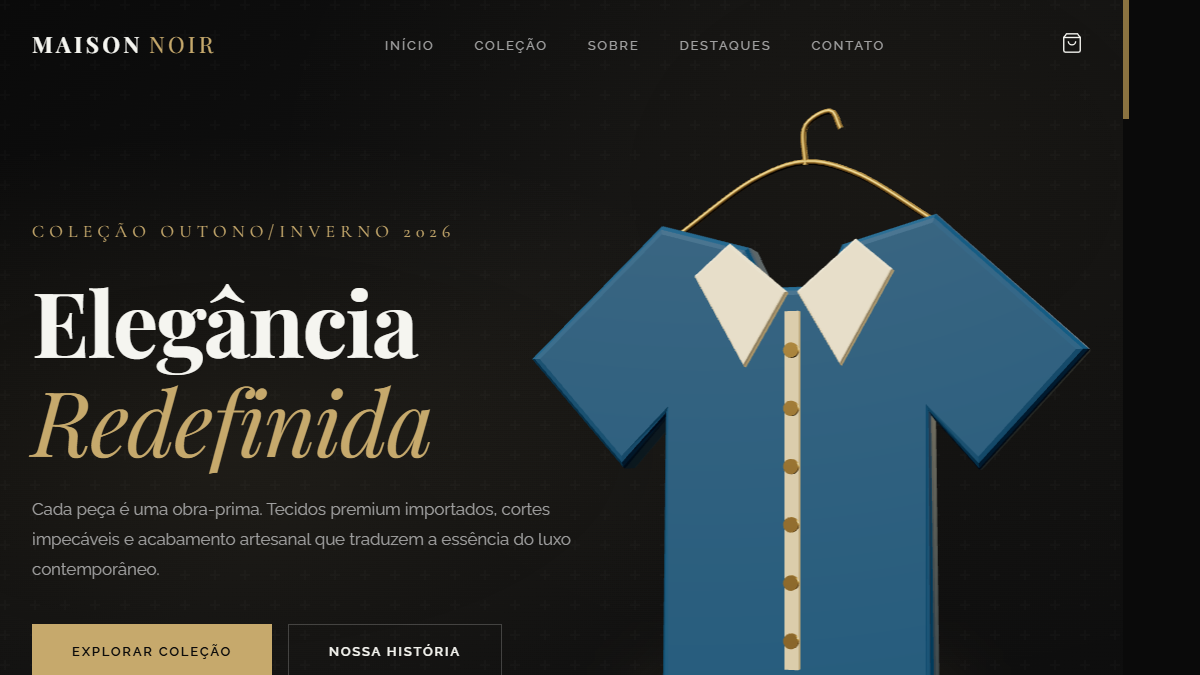 MAISON NOIR
INÍCIO
COLEÇÃO
SOBRE
DESTAQUES
CONTATO
COLEÇÃO OUTONO/INVERNO 2026
Elegância
Redefinida
Cada peça é uma obra-prima. Tecidos premium importados, cortes
impecáveis e acabamento artesanal que traduzem a essência do luxo
contemporâneo.
EXPLORAR COLEÇÃO
NOSSA HISTÓRIA